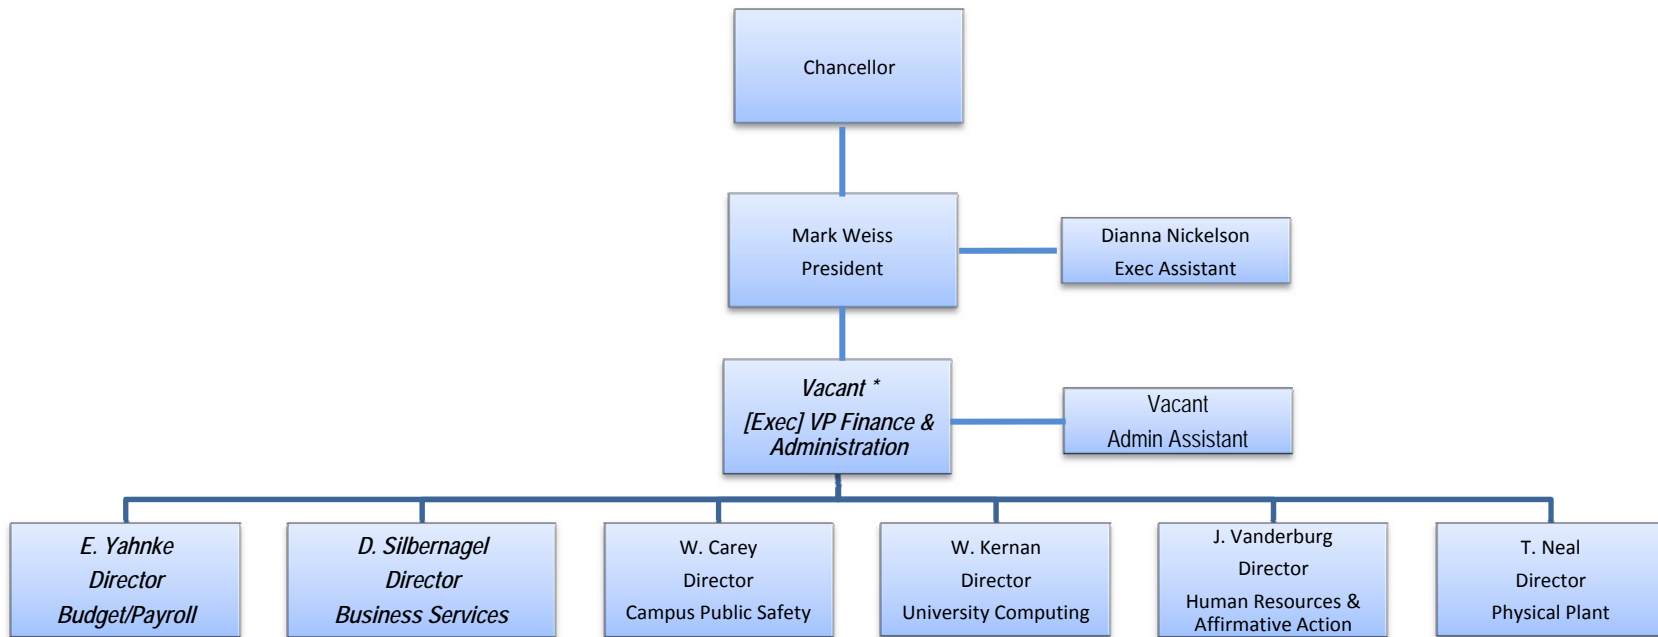 Chancellor
Mark Weiss
President
Dianna Nickelson
Exec Assistant
Vacant *
[Exec] VP Finance &
Administration
Vacant
Admin Assistant
E. Yahnke
Director
Budget/Payroll
D. Silbernagel
Director
Business Services
W. Carey
Director
Campus Public Safety
W. Kernan
Director
University Computing
J. Vanderburg
Director
Human Resources &
Affirmative Action
T. Neal
Director
Physical Plant